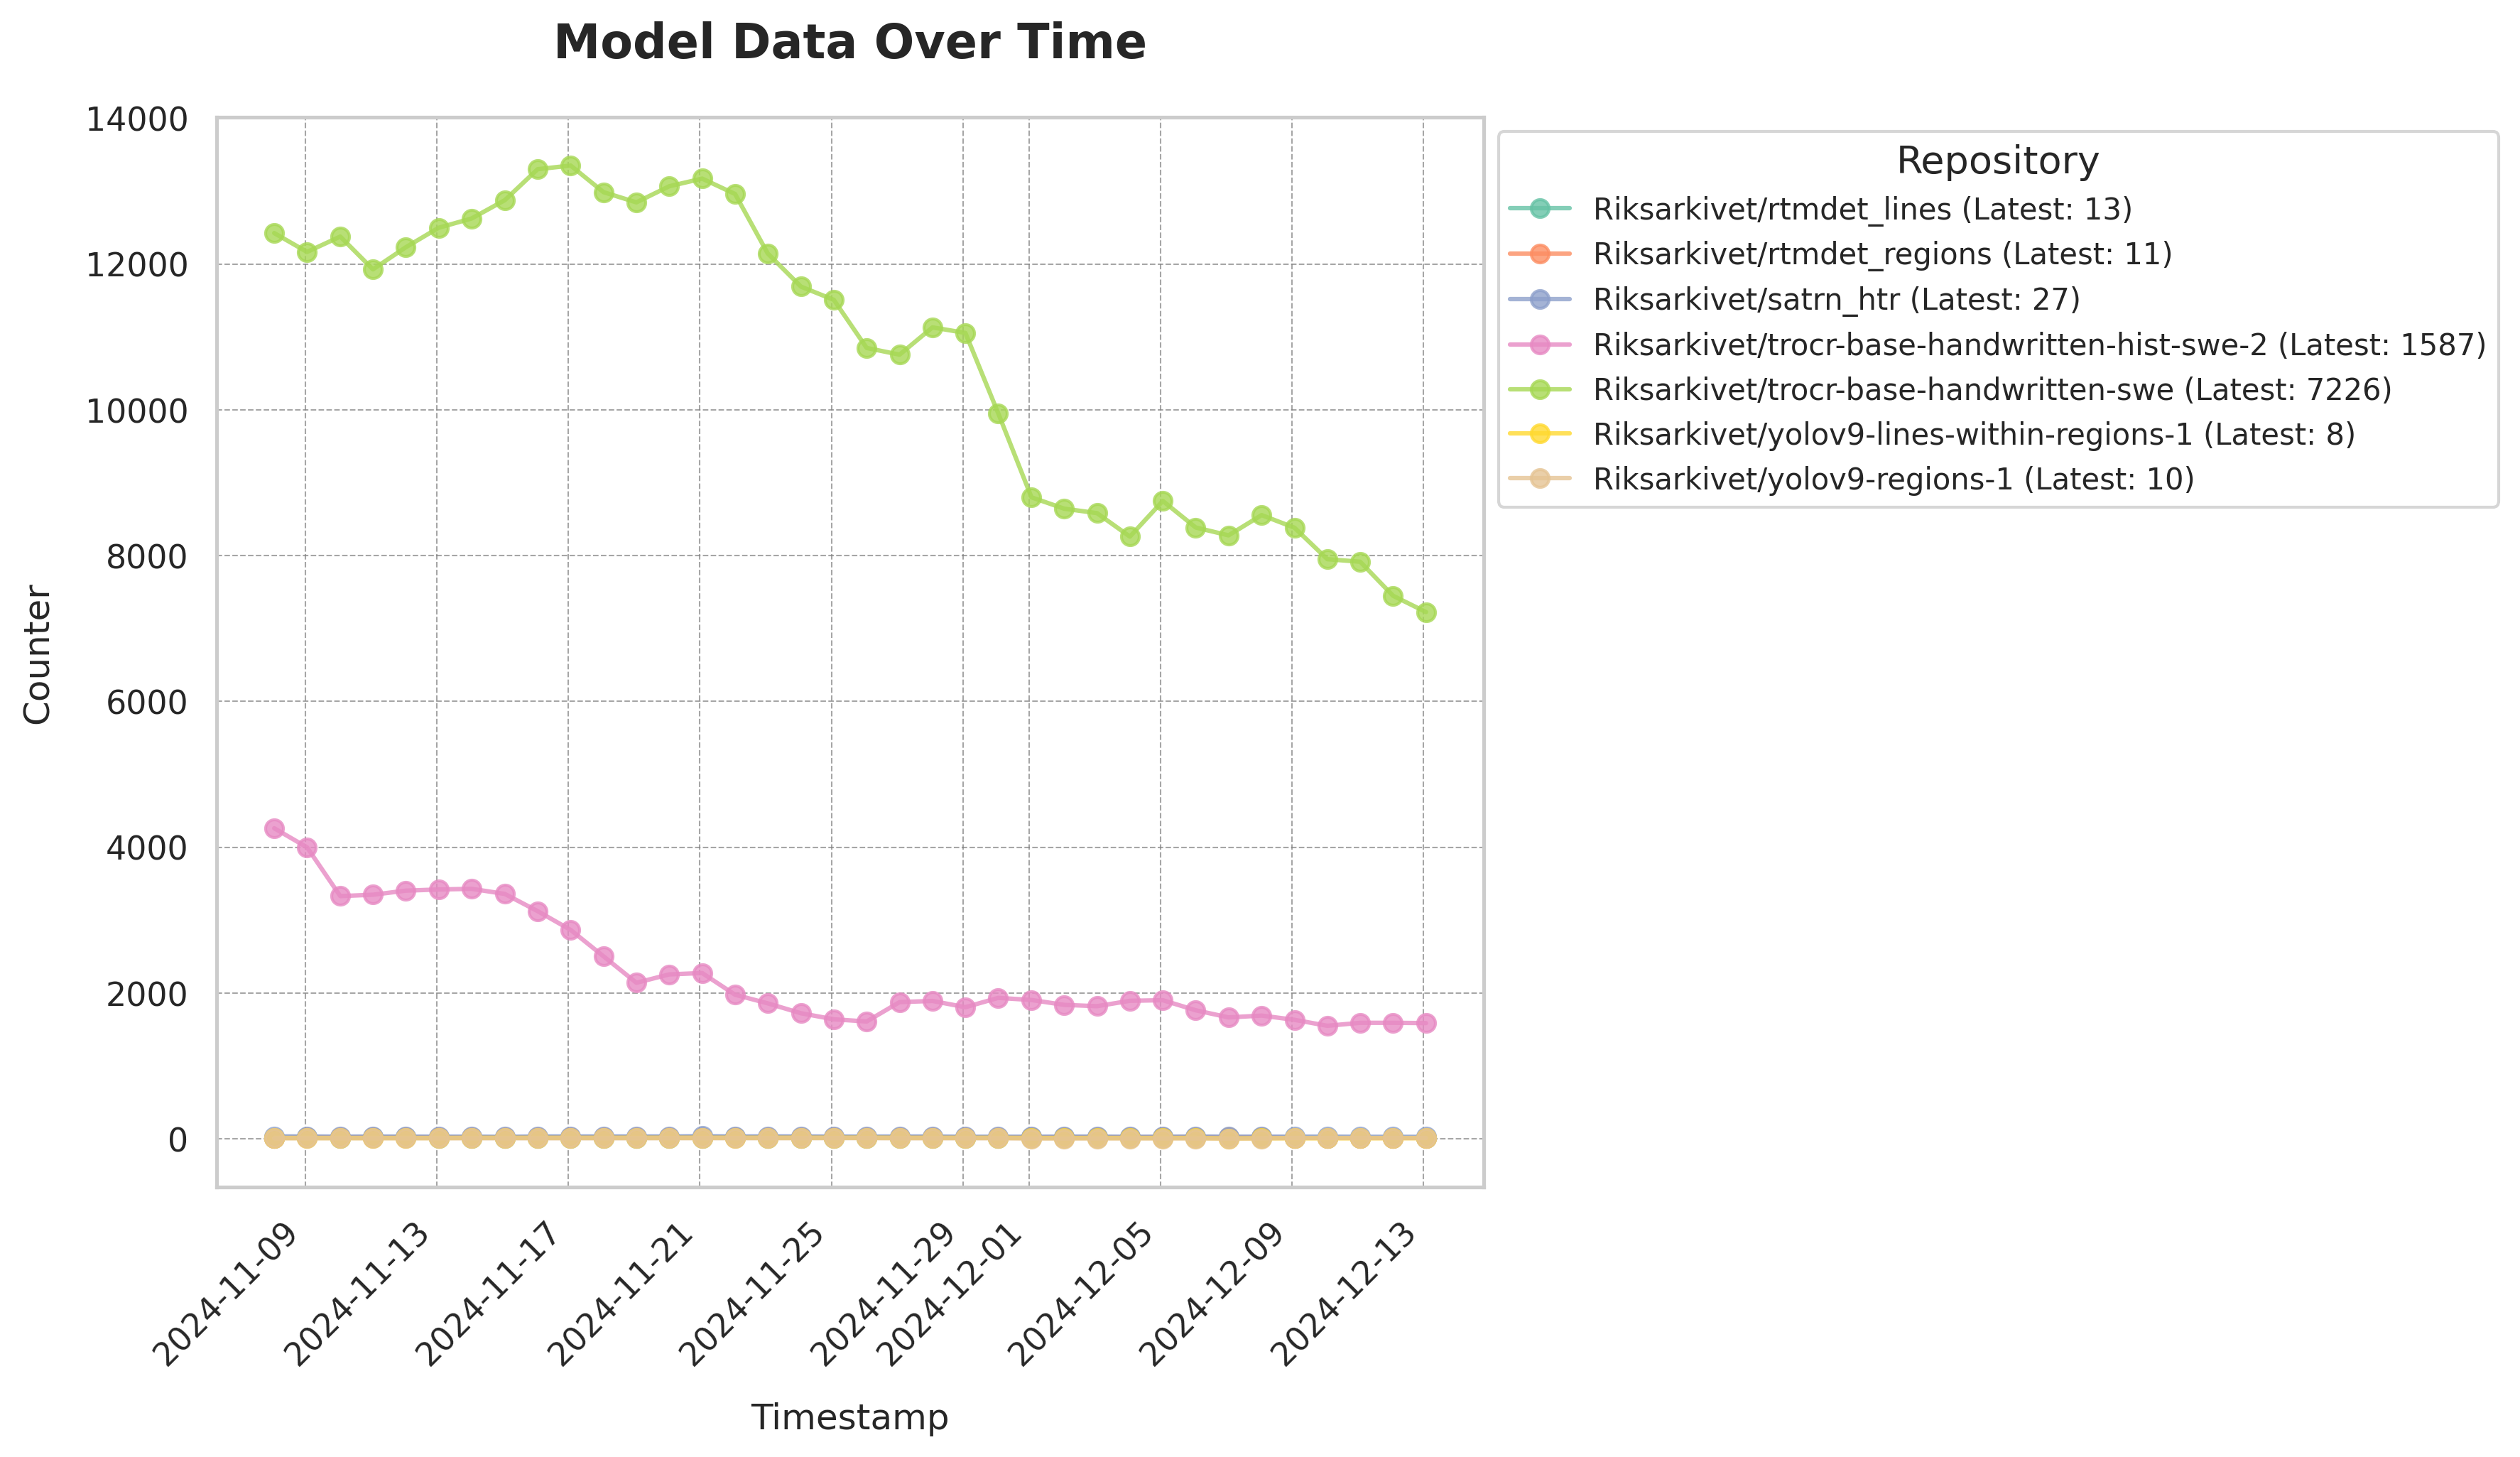 Model Data Over Time
14000
12000
10000
8000
6000
4000
2000
0
Counter
2024-11-09
2024-11-13
2024-11-17
2024-11-21
2024-11-25
2024-11-29
2024-12-01
2024-12-05
2024-12-09
2024-12-13
Timestamp
Repository
Riksarkivet/rtmdet_lines (Latest: 13)
Riksarkivet/rtmdet_regions (Latest: 11)
Riksarkivet/satrn_htr (Latest: 27)
Riksarkivet/trocr-base-handwritten-hist-swe-2 (Latest: 1587)
Riksarkivet/trocr-base-handwritten-swe (Latest: 7226)
Riksarkivet/yolov9-lines-within-regions-1 (Latest: 8)
Riksarkivet/yolov9-regions-1 (Latest: 10)